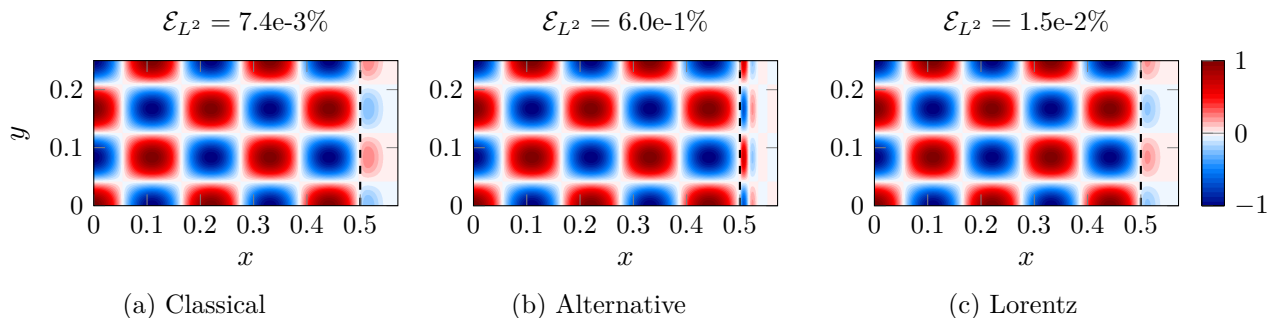 ℰ_{L²} = 7.4e-3% ℰ_{L²} = 6.0e-1% ℰ_{L²} = 1.5e-2%
y
0.2
0.1
0
0 0.1 0.2 0.3 0.4 0.5
x
(a) Classical
0.2
0.1
0
0 0.1 0.2 0.3 0.4 0.5
x
(b) Alternative
0.2
0.1
0
0 0.1 0.2 0.3 0.4 0.5
x
(c) Lorentz
1
0
−1